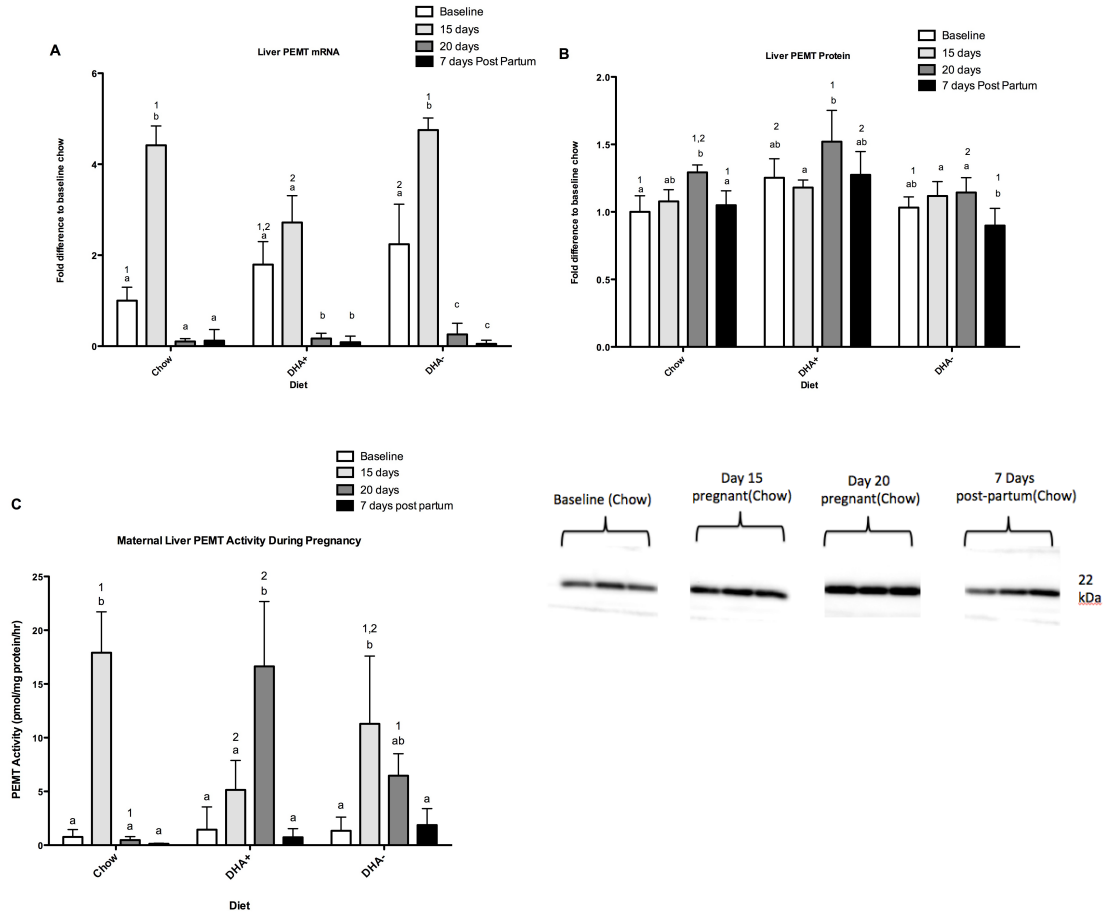 A
Liver PEMT mRNA
Baseline
15 days
20 days
7 days Post Partum
Fold difference to baseline chow
6
4
2
0
1
a
1
b
a
a
1,2
a
2
a
b
b
2
a
1
b
c
c
Chow
DHA+
DHA-
Diet
B
Liver PEMT Protein
Baseline
15 days
20 days
7 days Post Partum
Fold difference to baseline chow
2.0
1.5
1.0
0.5
0.0
1
a
ab
1,2
b
1
a
2
ab
a
1
b
2
ab
1
ab
a
2
a
1
b
Chow
DHA+
DHA-
Diet
C
Maternal Liver PEMT Activity During Pregnancy
Baseline
15 days
20 days
7 days post partum
PEMT Activity (pmol/mg protein/hr)
25
20
15
10
5
0
a
1
b
1
a
a
a
2
a
2
b
a
a
1,2
b
1
ab
a
Chow
DHA+
DHA-
Diet
Baseline (Chow)
Day 15
pregnant(Chow)
Day 20
pregnant(Chow)
7 Days
post-partum(Chow)
22
kDa